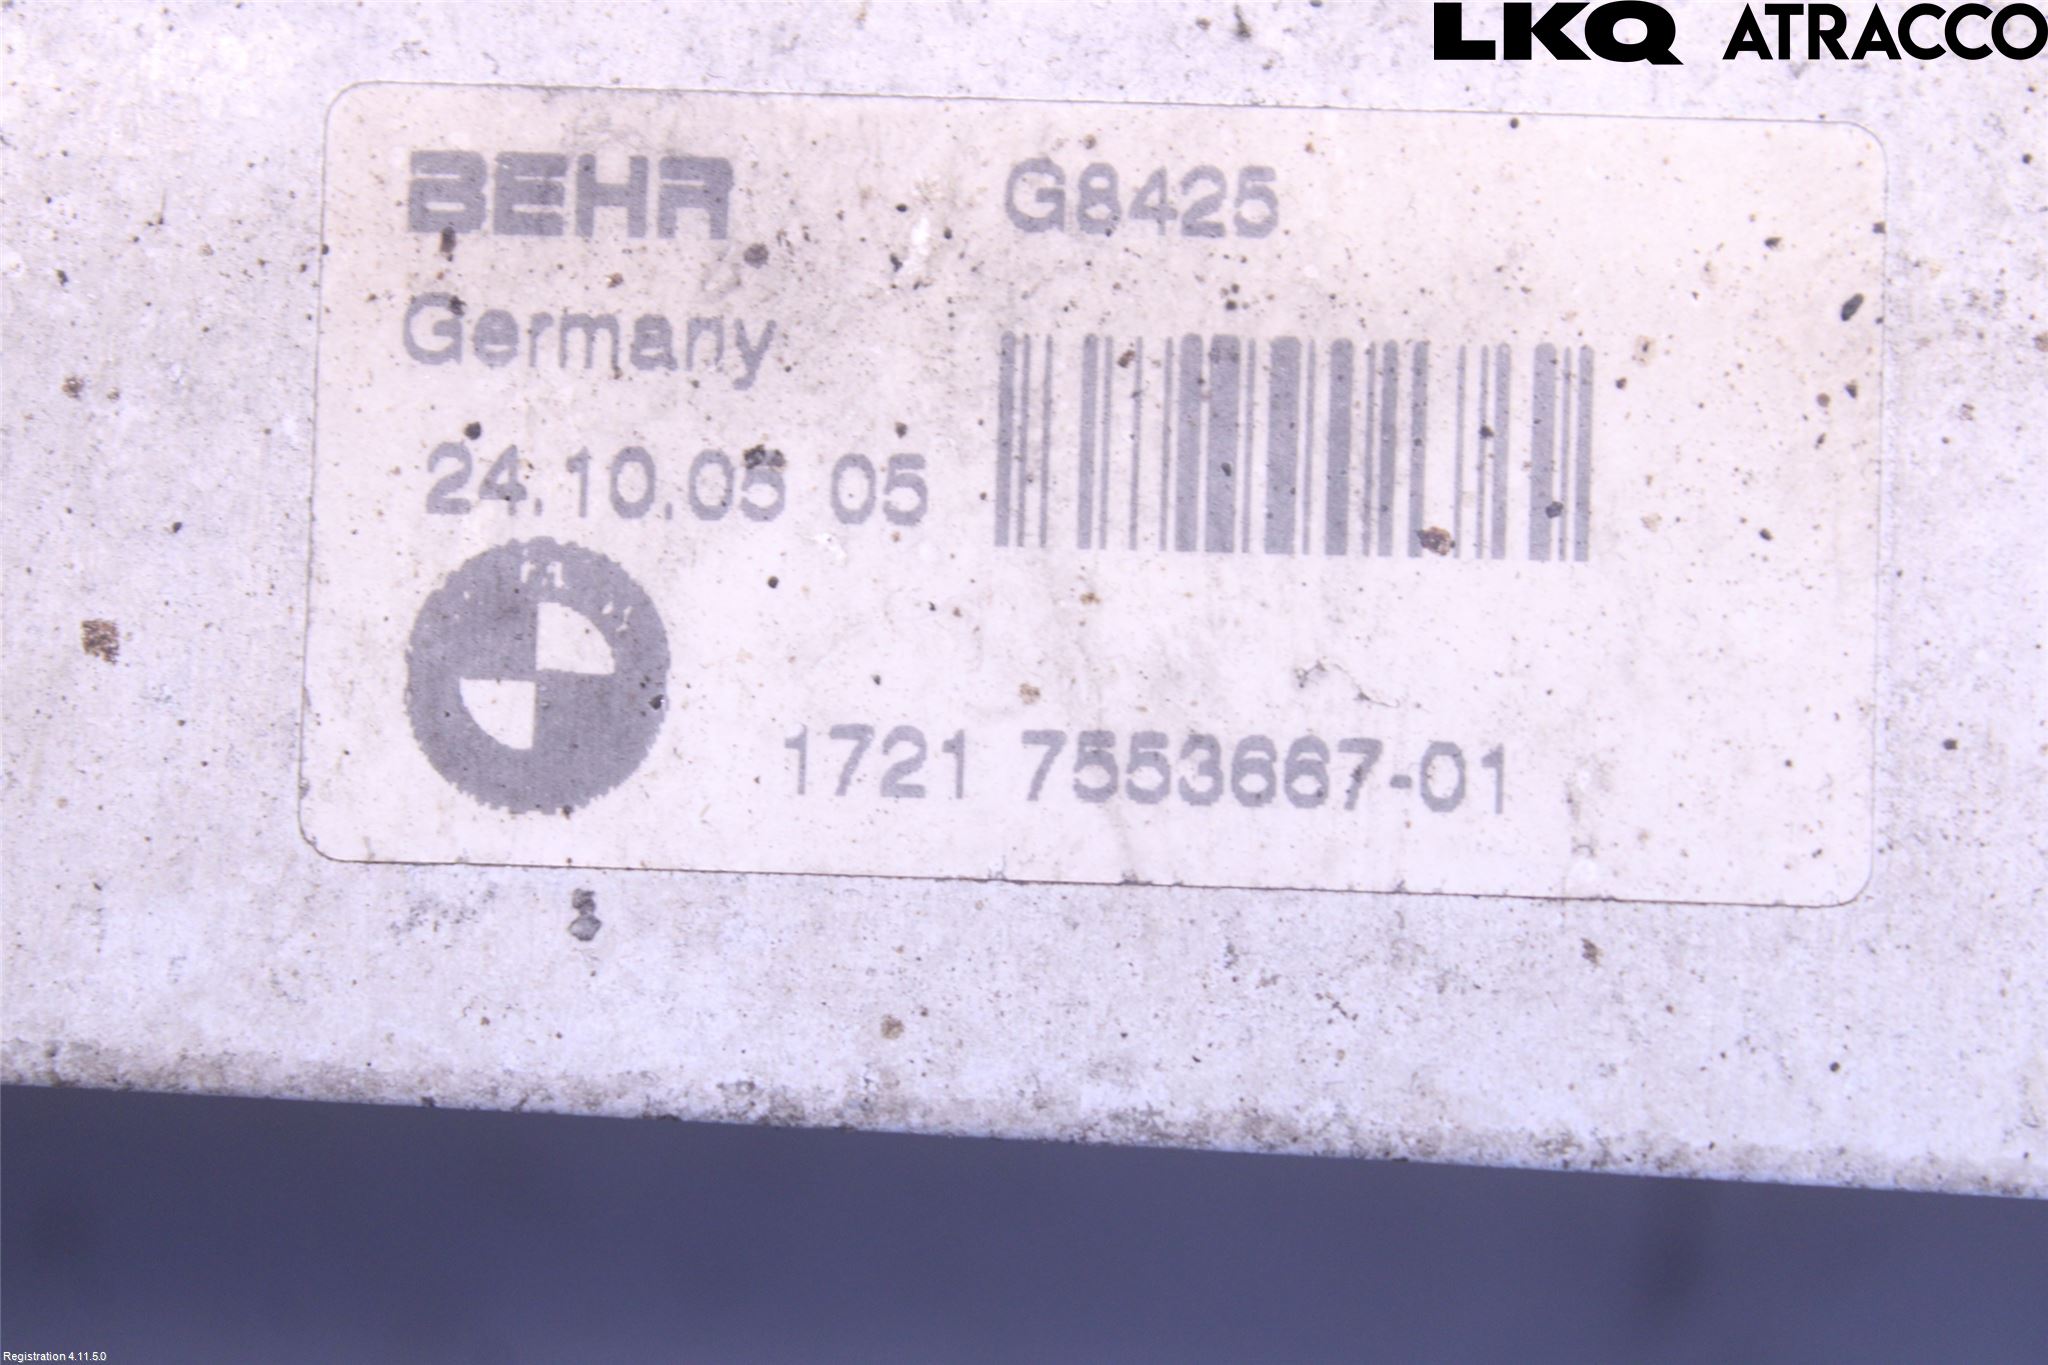 LKQ ATRACCO
BEHR G8425
Germany
24.10.05 05
1721 7553667-01
Registration 4.11.5.0